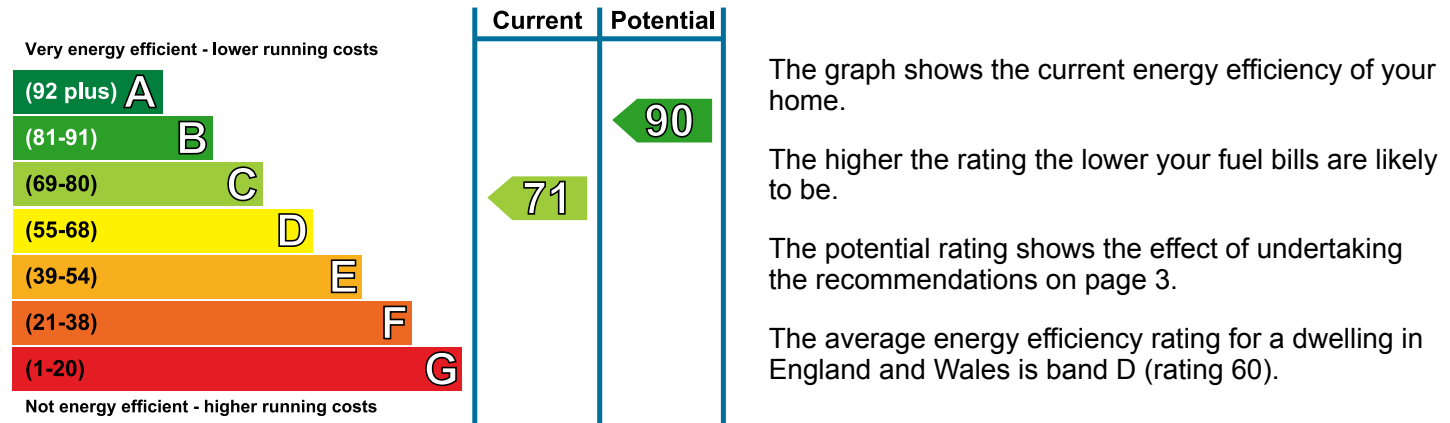 Current Potential
Very energy efficient - lower running costs
(92 plus) A
(81-91) B
(69-80) C
(55-68) D
(39-54) E
(21-38) F
(1-20) G
Not energy efficient - higher running costs
90
71
The graph shows the current energy efficiency of your
home.
The higher the rating the lower your fuel bills are likely
to be.
The potential rating shows the effect of undertaking
the recommendations on page 3.
The average energy efficiency rating for a dwelling in
England and Wales is band D (rating 60).